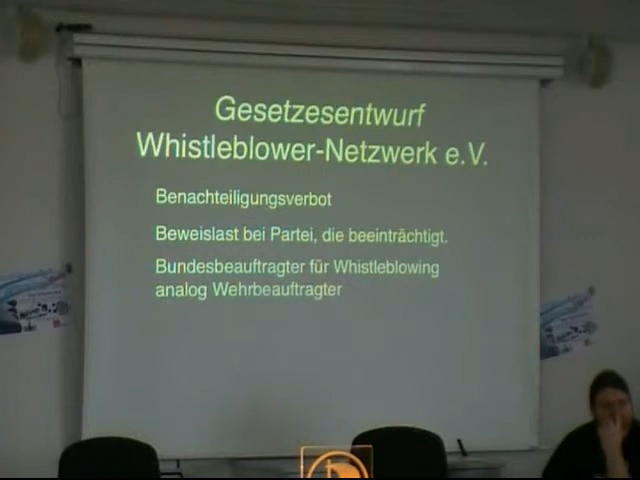 Gesetzesentwurf
Whistleblower-Netzwerk e.V.
Benachteiligungsverbot
Beweislast bei Partei, die beeinträchtigt.
Bundesbeauftragter für Whistleblowing
analog Wehrbeauftragter